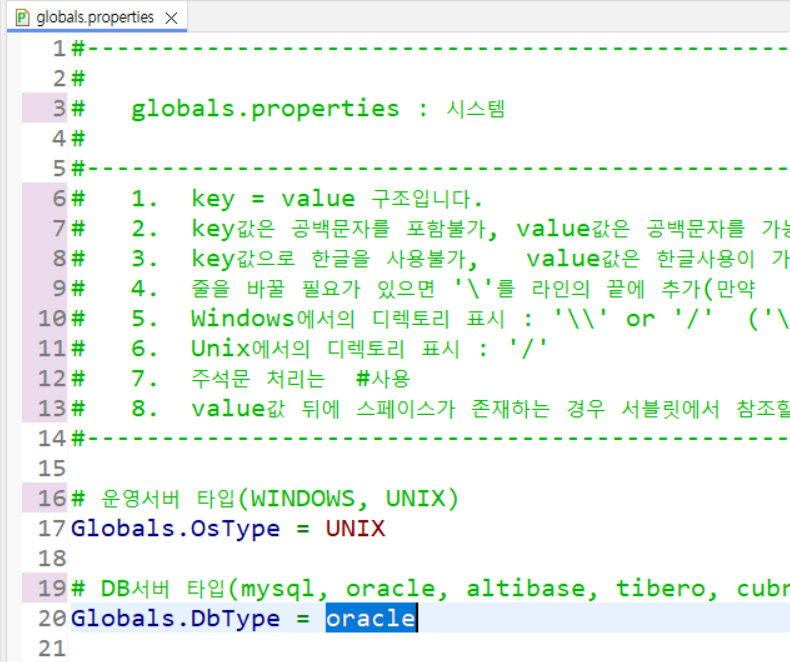 globals.properties
1 #-----------------------------------------------
2 #
3 #   globals.properties : 시스템
4 #
5 #-----------------------------------------------
6 #   1.  key = value 구조입니다.
7 #   2.  key값은 공백문자를 포함불가, value값은 공백문자를
8 #   3.  key값으로 한글을 사용불가,   value값은 한글사용이
9 #   4.  줄을 바꿀 필요가 있으면 '\'를 라인의 끝에 추가(만약
10 #   5.  Windows에서의 디렉토리 표시 : '\\' or '/'  ('\
11 #   6.  Unix에서의 디렉토리 표시 : '/'
12 #   7.  주석문 처리는  #사용
13 #   8.  value값 뒤에 스페이스가 존재하는 경우 서블릿에서
14 #-----------------------------------------------
15
16 # 운영서버 타입(WINDOWS, UNIX)
17 Globals.OsType = UNIX
18
19 # DB서버 타입(mysql, oracle, altibase, tibero,
20 Globals.DbType = oracle
21